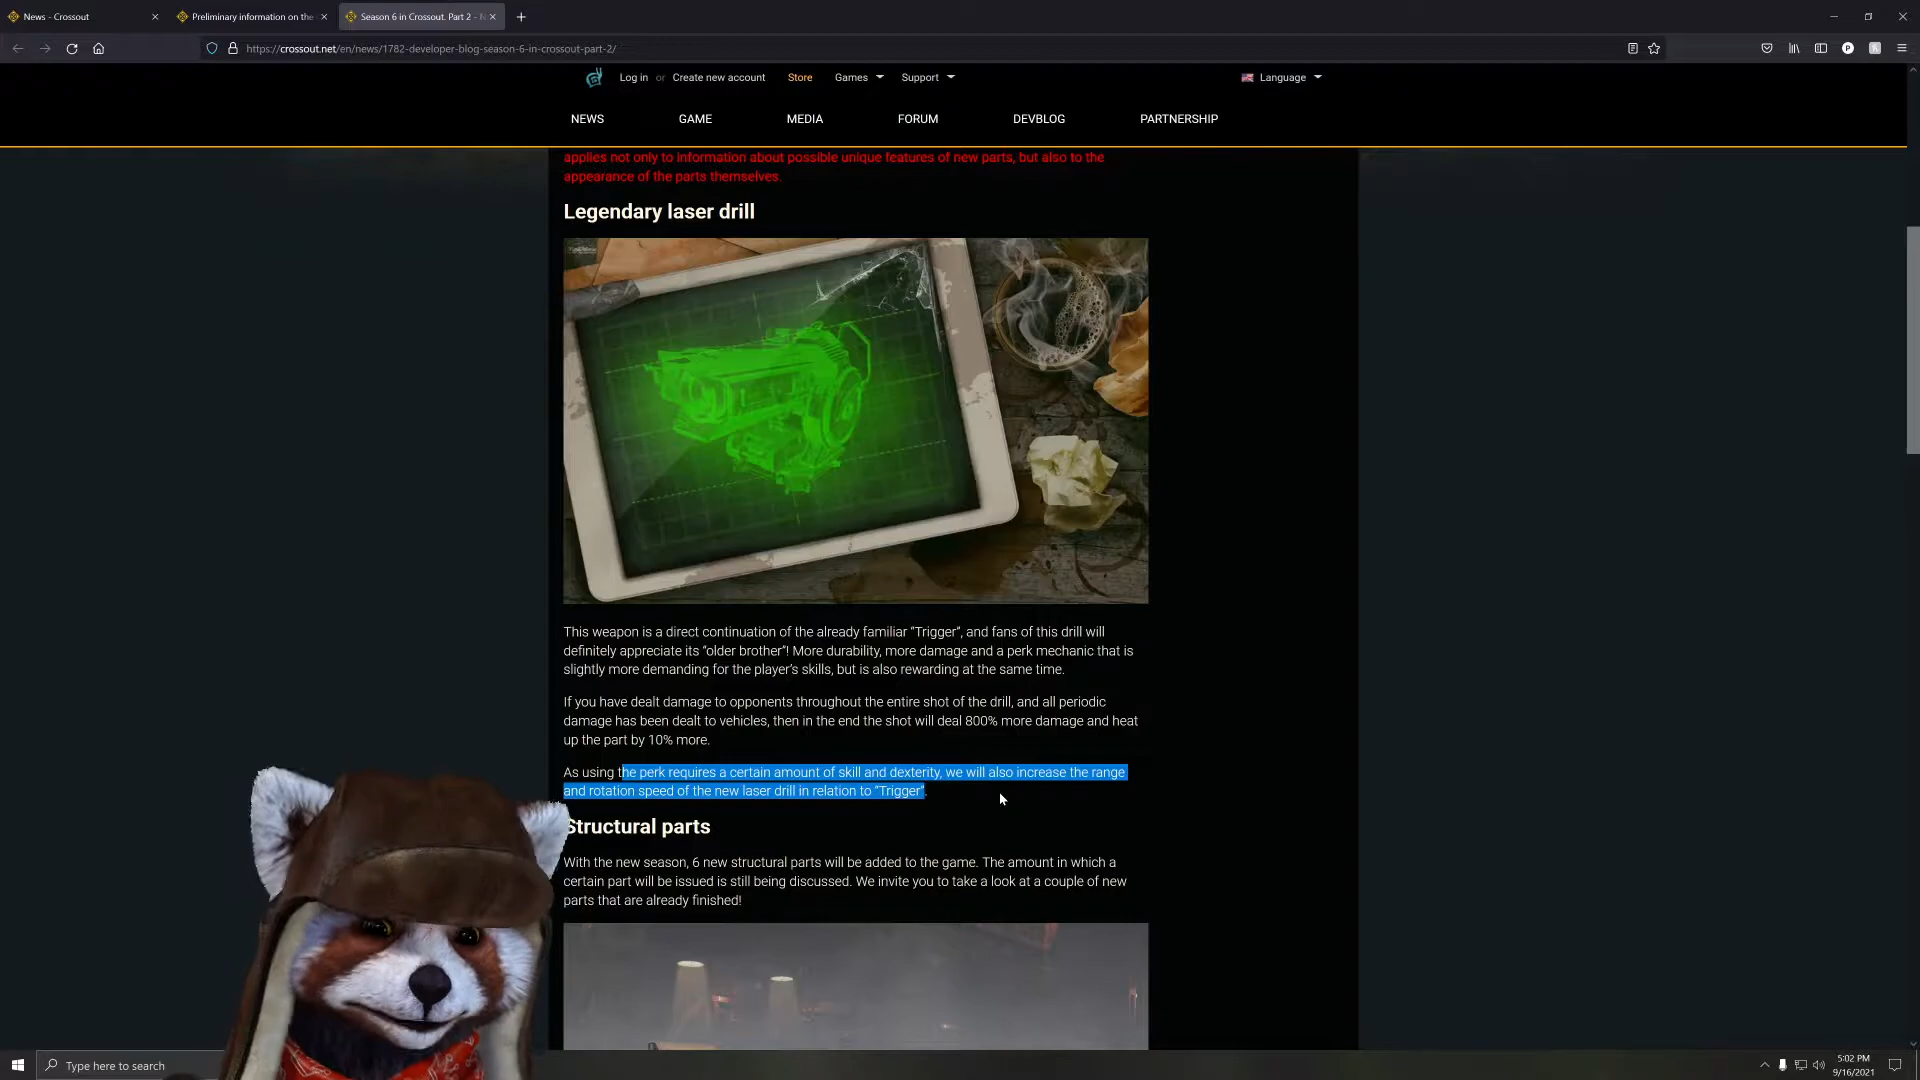 News - Crossout
Preliminary information on the
Season 6 in Crossout. Part 2 - N
https://crossout.net/en/news/1782-developer-blog-season-6-in-crossout-part-2/
Log in or Create new account Store Games Support Language
NEWS GAME MEDIA FORUM DEVBLOG PARTNERSHIP
applies not only to information about possible unique features of new parts, but also to the
appearance of the parts themselves.
Legendary laser drill
This weapon is a direct continuation of the already familiar “Trigger”, and fans of this drill will
definitely appreciate its “older brother”! More durability, more damage and a perk mechanic that is
slightly more demanding for the player’s skills, but is also rewarding at the same time.
If you have dealt damage to opponents throughout the entire shot of the drill, and all periodic
damage has been dealt to vehicles, then in the end the shot will deal 800% more damage and heat
up the part by 10% more.
As using the perk requires a certain amount of skill and dexterity, we will also increase the range
and rotation speed of the new laser drill in relation to “Trigger”.
Structural parts
With the new season, 6 new structural parts will be added to the game. The amount in which a
certain part will be issued is still being discussed. We invite you to take a look at a couple of new
parts that are already finished!
Type here to search
5:02 PM
9/16/2021